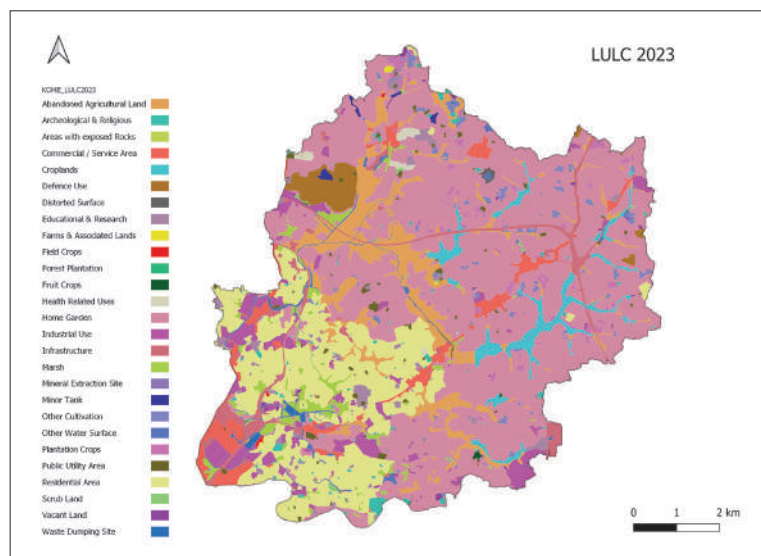 LULC 2023
KOME_LULC2023
Abandoned Agricultural Land
Archeological & Religious
Areas with exposed Rocks
Commercial / Service Area
Croplands
Defence Use
Distorted Surface
Educational & Research
Farms & Associated Lands
Field Crops
Forest Plantation
Fruit Crops
Health Related Uses
Home Garden
Industrial Use
Infrastructure
Marsh
Mineral Extraction Site
Minor Tank
Other Cultivation
Other Water Surface
Plantation Crops
Public Utility Area
Residential Area
Scrub Land
Vacant Land
Waste Dumping Site
0 1 2 km